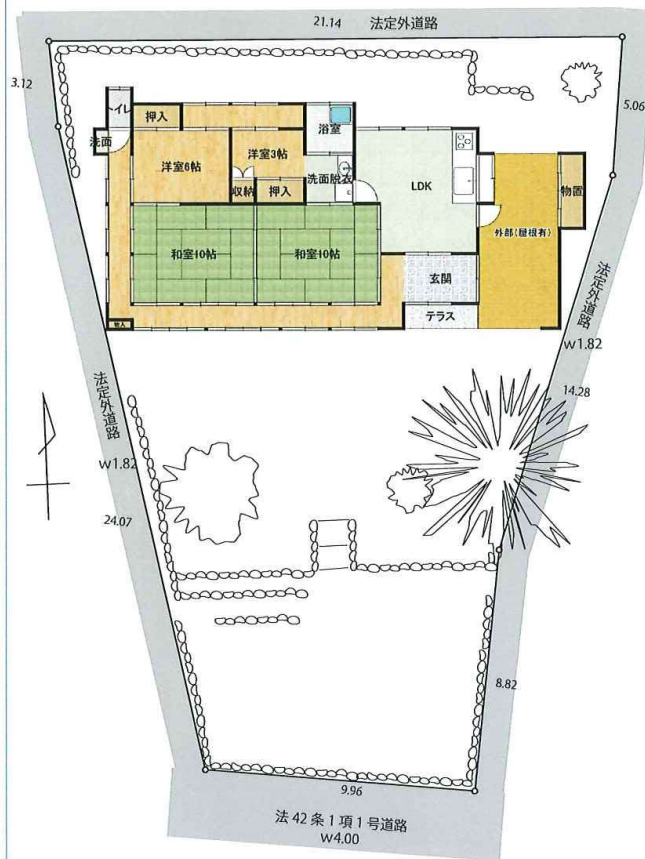 21.14 法定外道路
3.12
5.06
トイレ
押入
洗面
洋室6帖
洋室3帖
収納
押入
浴室
洗面脱衣
LDK
物置
外部(屋根有)
和室10帖
和室10帖
玄関
テラス
物入
法定外道路
w1.82
14.28
法定外道路
w1.82
24.07
8.82
9.96
法42条1項1号道路
w4.00